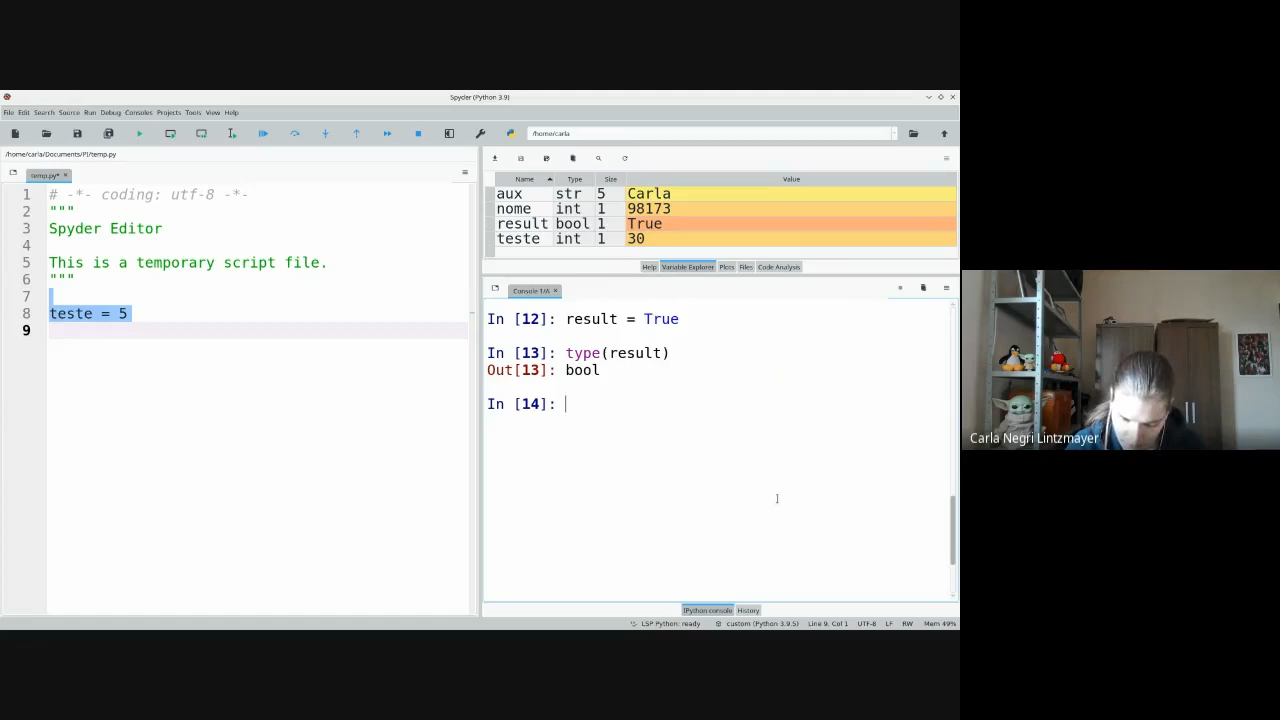 Spyder (Python 3.9)
File Edit Search Source Run Debug Consoles Projects Tools View Help
/home/carla
/home/carla/Documents/PI/temp.py
temp.py*
1 # -*- coding: utf-8 -*-
2 """
3 Spyder Editor
4
5 This is a temporary script file.
6 """
7
8 teste = 5
9
Name Type Size Value
aux str 5 Carla
nome int 1 98173
result bool 1 True
teste int 1 30
Help Variable Explorer Plots Files Code Analysis
Console 1/A
In [12]: result = True
In [13]: type(result)
Out[13]: bool
In [14]:
IPython console History
LSP Python: ready custom (Python 3.9.5) Line 9, Col 1 UTF-8 LF RW Mem 49%
Carla Negri Lintzmayer